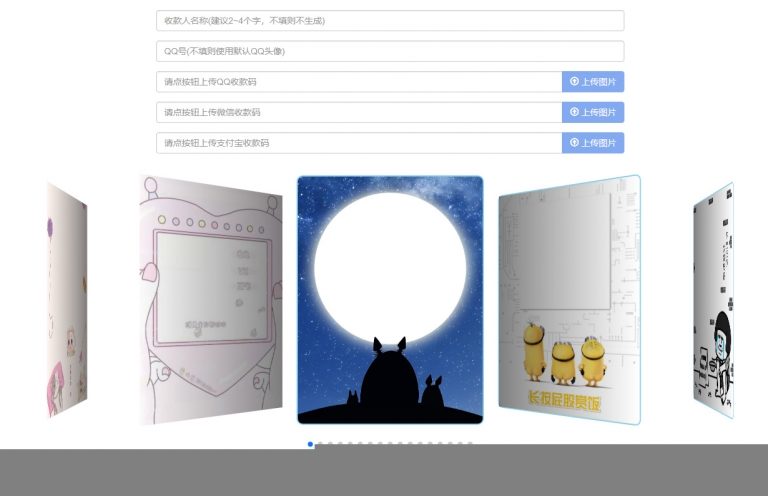 收款人名称(建议2~4个字，不填则不生成)
QQ号(不填则使用默认QQ头像)
请点按钮上传QQ收款码
上传图片
请点按钮上传微信收款码
上传图片
请点按钮上传支付宝收款码
上传图片
长按屁股赏饭